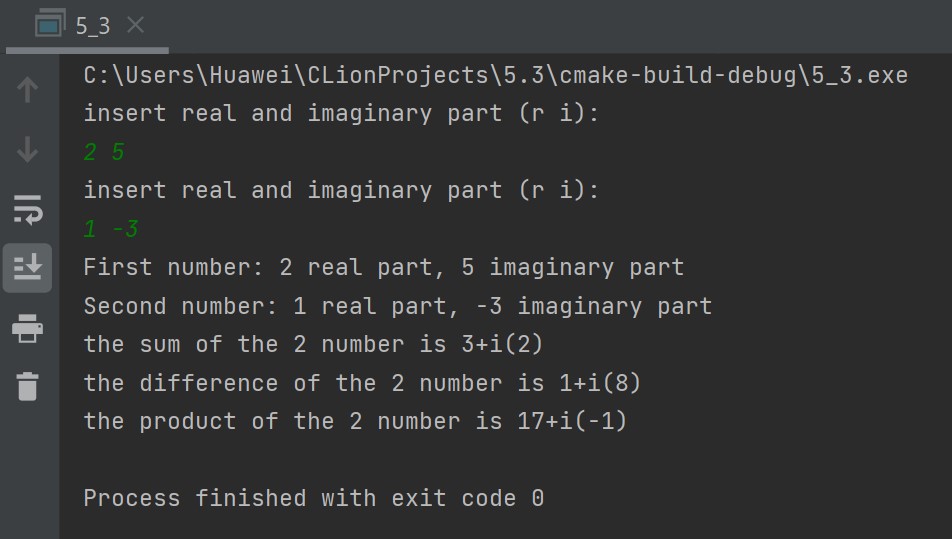 5_3
C:\Users\Huawei\CLionProjects\5.3\cmake-build-debug\5_3.exe
insert real and imaginary part (r i):
2 5
insert real and imaginary part (r i):
1 -3
First number: 2 real part, 5 imaginary part
Second number: 1 real part, -3 imaginary part
the sum of the 2 number is 3+i(2)
the difference of the 2 number is 1+i(8)
the product of the 2 number is 17+i(-1)
Process finished with exit code 0